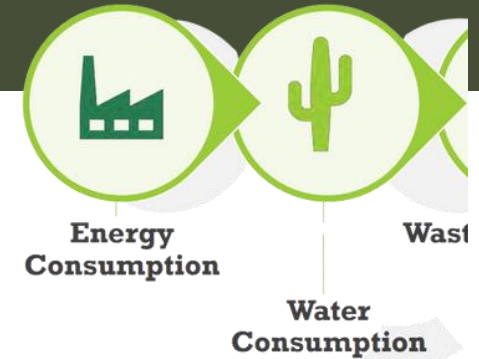 Energy
Consumption
Wast
Water
Consumption